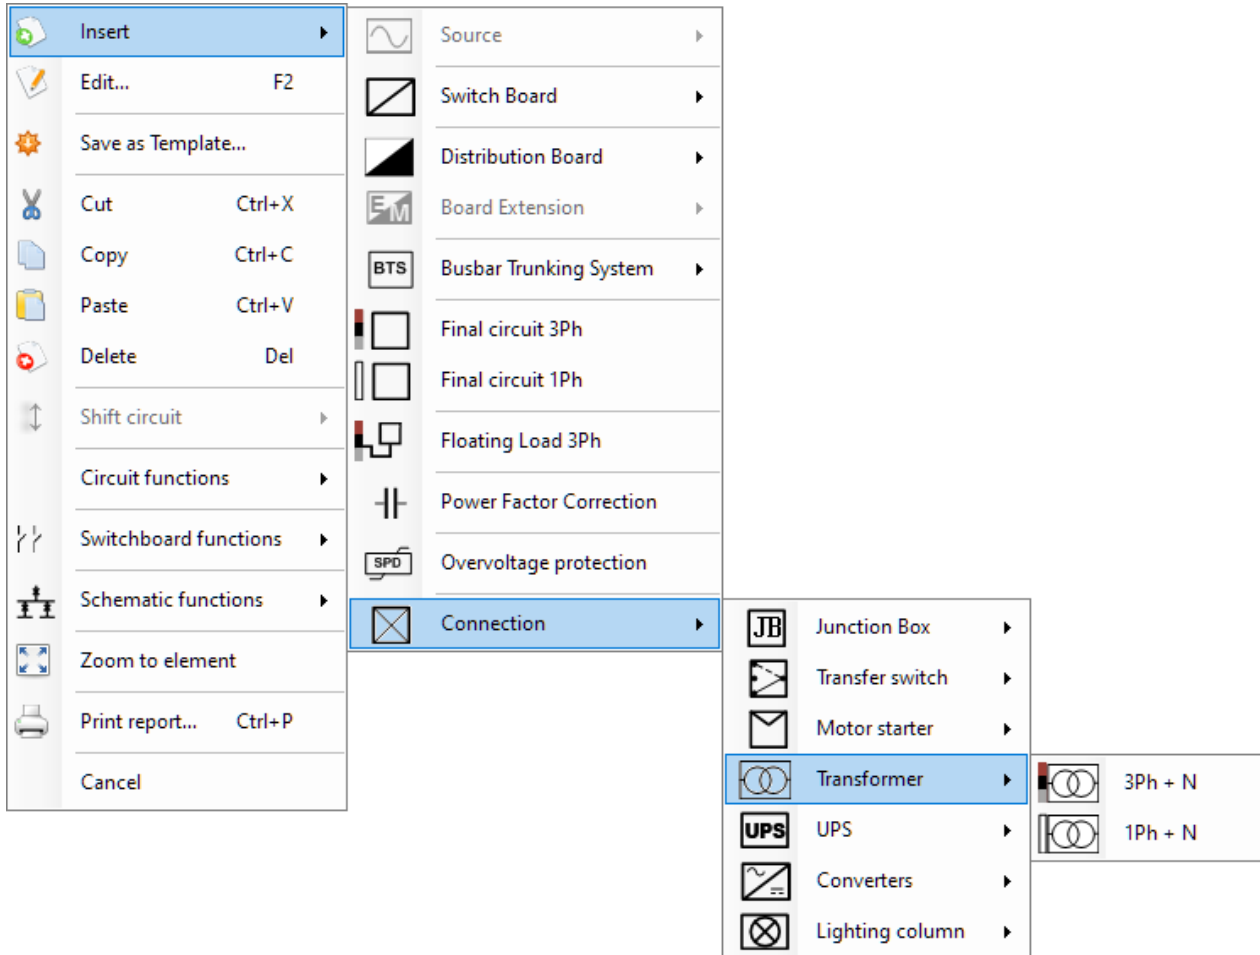 Insert
Edit... F2
Save as Template...
Cut Ctrl+X
Copy Ctrl+C
Paste Ctrl+V
Delete Del
Shift circuit
Circuit functions
Switchboard functions
Schematic functions
Zoom to element
Print report... Ctrl+P
Cancel
Source
Switch Board
Distribution Board
EM Board Extension
BTS Busbar Trunking System
Final circuit 3Ph
Final circuit 1Ph
Floating Load 3Ph
Power Factor Correction
SPD Overvoltage protection
Connection
JB Junction Box
Transfer switch
Motor starter
Transformer
UPS UPS
Converters
Lighting column
3Ph + N
1Ph + N